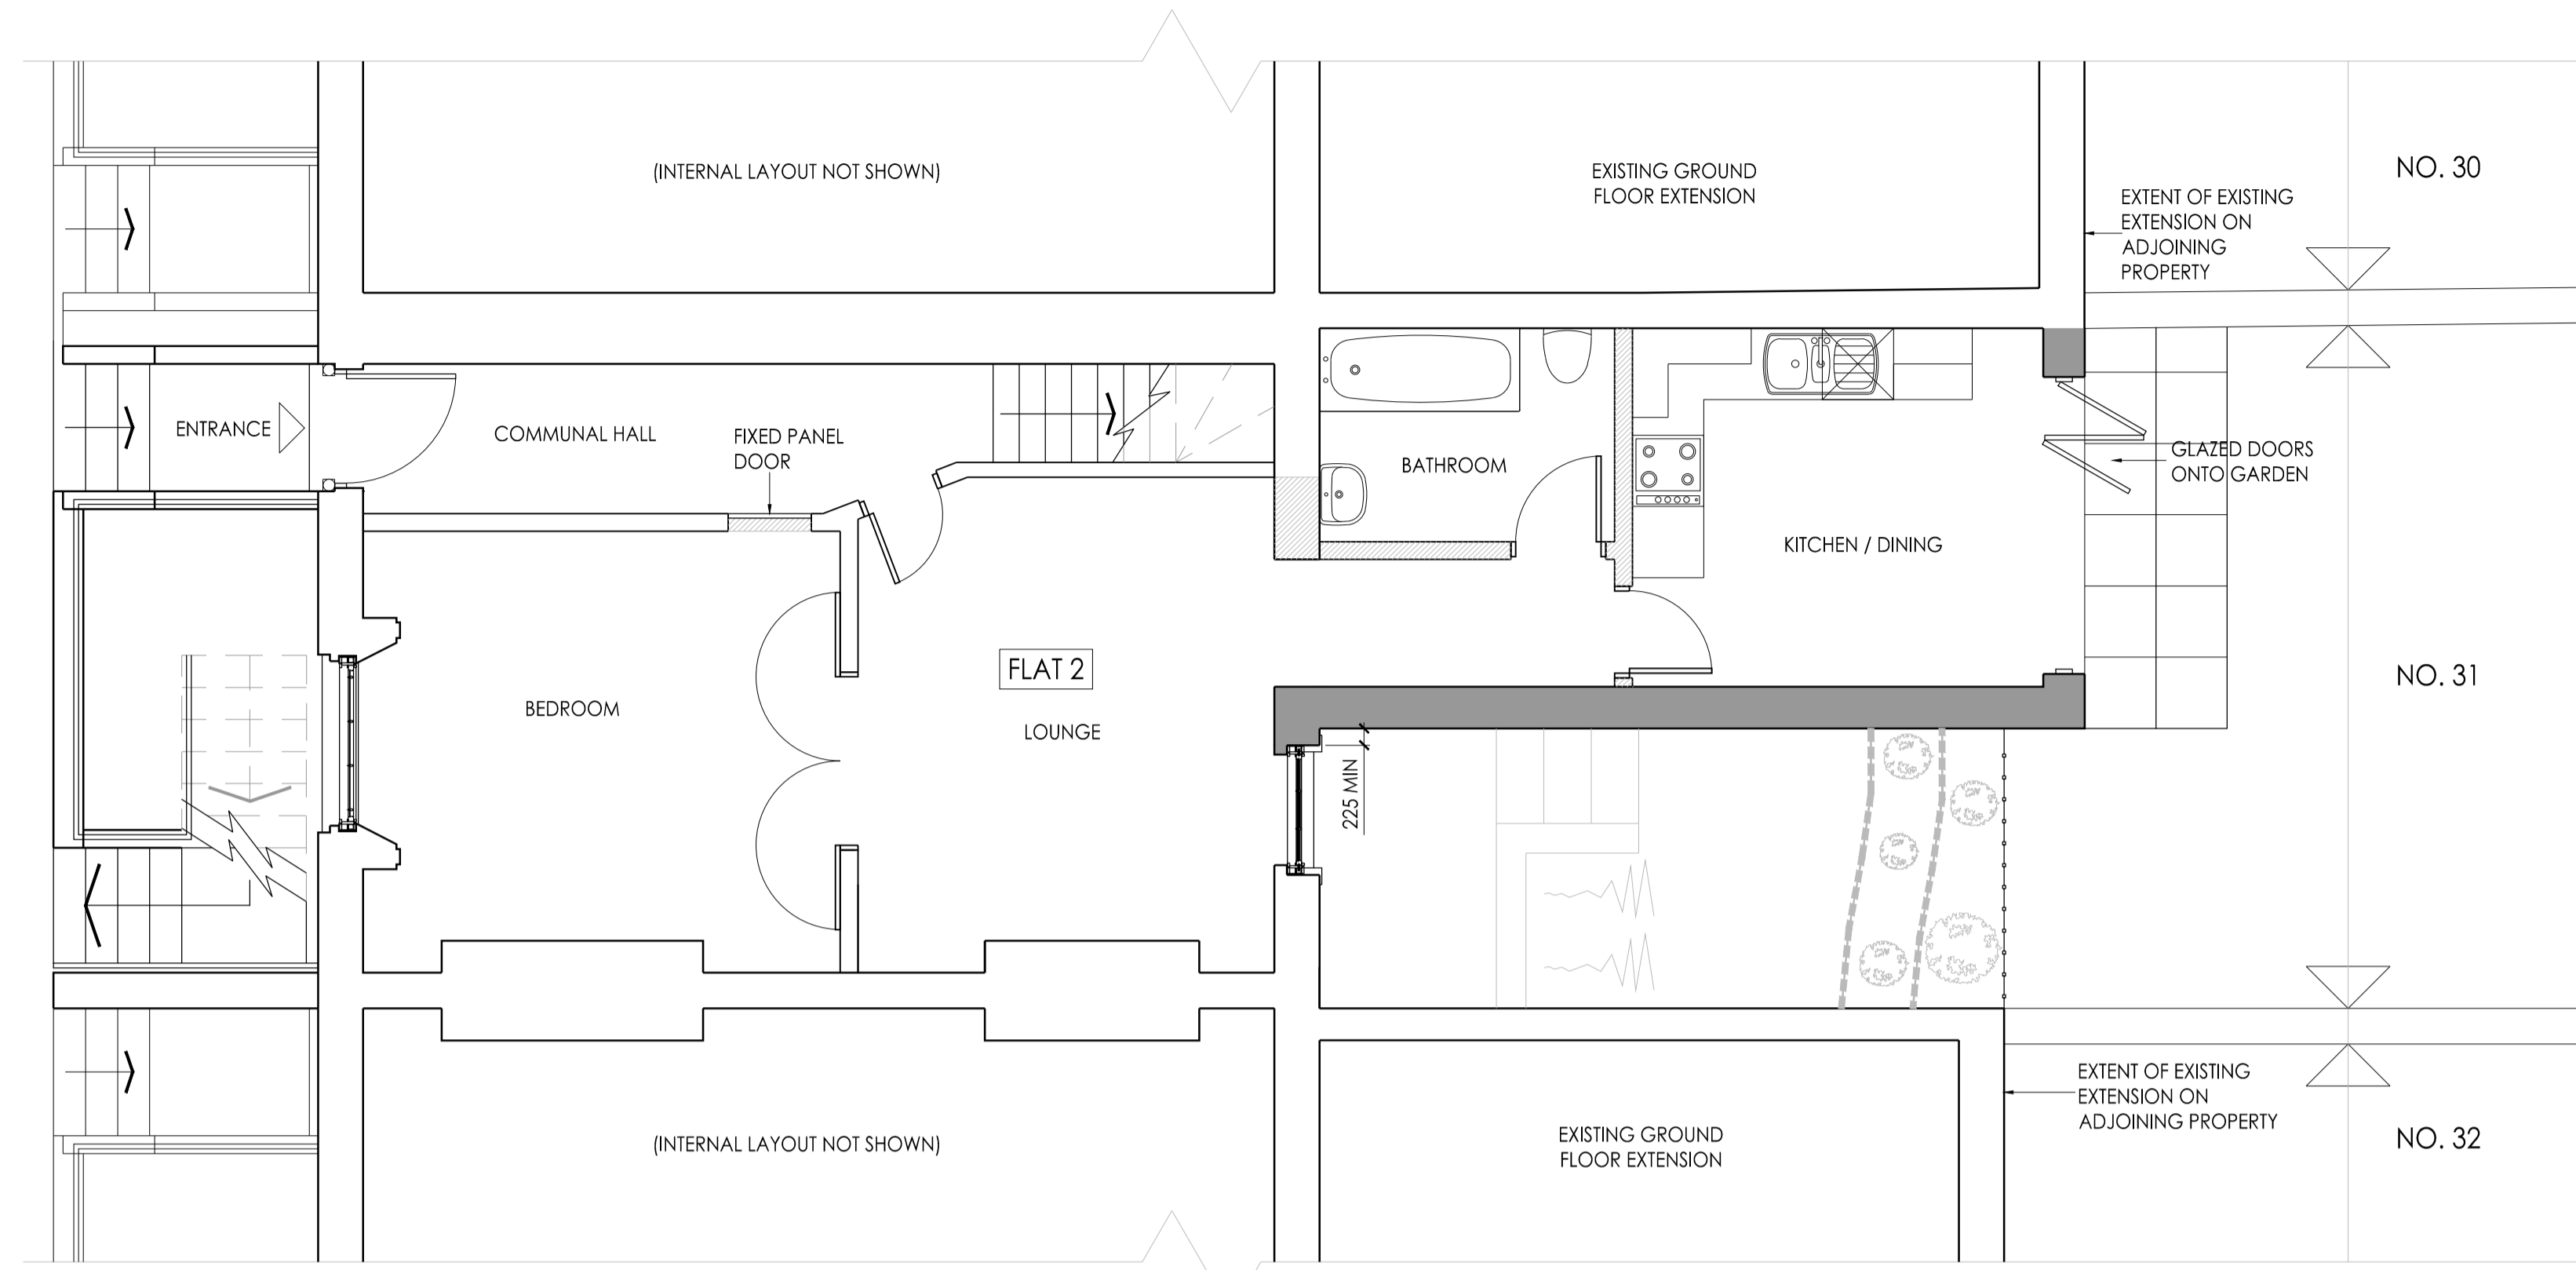 (INTERNAL LAYOUT NOT SHOWN)
EXISTING GROUND
FLOOR EXTENSION
NO. 30
EXTENT OF EXISTING
EXTENSION ON
ADJOINING
PROPERTY
ENTRANCE
COMMUNAL HALL
FIXED PANEL
DOOR
BATHROOM
GLAZED DOORS
ONTO GARDEN
KITCHEN / DINING
FLAT 2
BEDROOM
LOUNGE
NO. 31
225 MIN
EXTENT OF EXISTING
EXTENSION ON
ADJOINING PROPERTY
(INTERNAL LAYOUT NOT SHOWN)
EXISTING GROUND
FLOOR EXTENSION
NO. 32